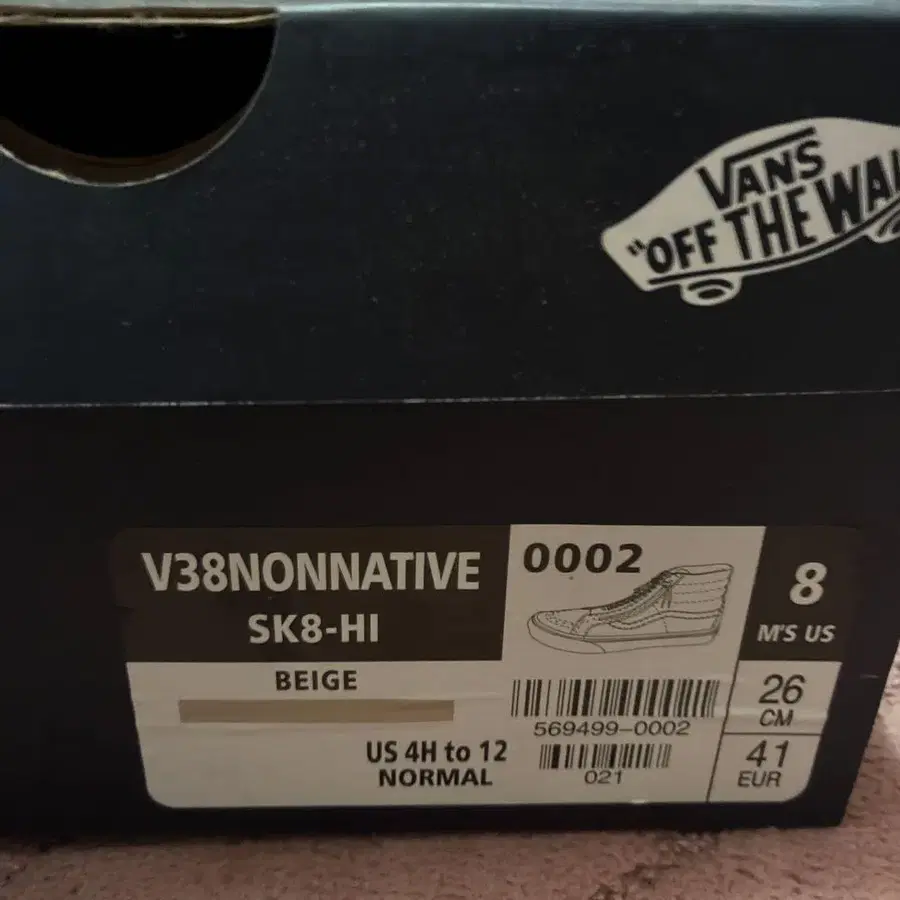 VANS
"OFF THE WAL
V38NONNATIVE
SK8-HI
BEIGE
US 4H to 12
NORMAL
0002
569499-0002
021
8
M'S US
26
CM
41
EUR